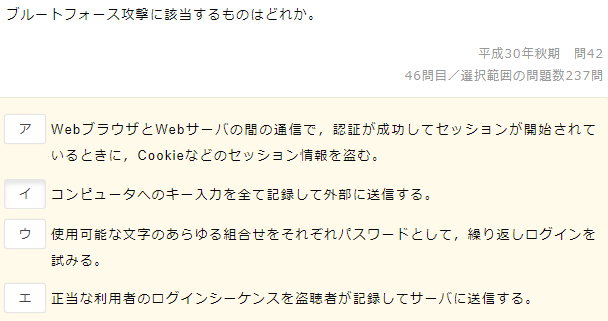 ブルートフォース攻撃に該当するものはどれか。
平成30年秋期　問42
46問目／選択範囲の問題数237問
ア　WebブラウザとWebサーバの間の通信で，認証が成功してセッションが開始されて
いるときに，Cookieなどのセッション情報を盗む。
イ　コンピュータへのキー入力を全て記録して外部に送信する。
ウ　使用可能な文字のあらゆる組合せをそれぞれパスワードとして，繰り返しログインを
試みる。
エ　正当な利用者のログインシーケンスを盗聴者が記録してサーバに送信する。